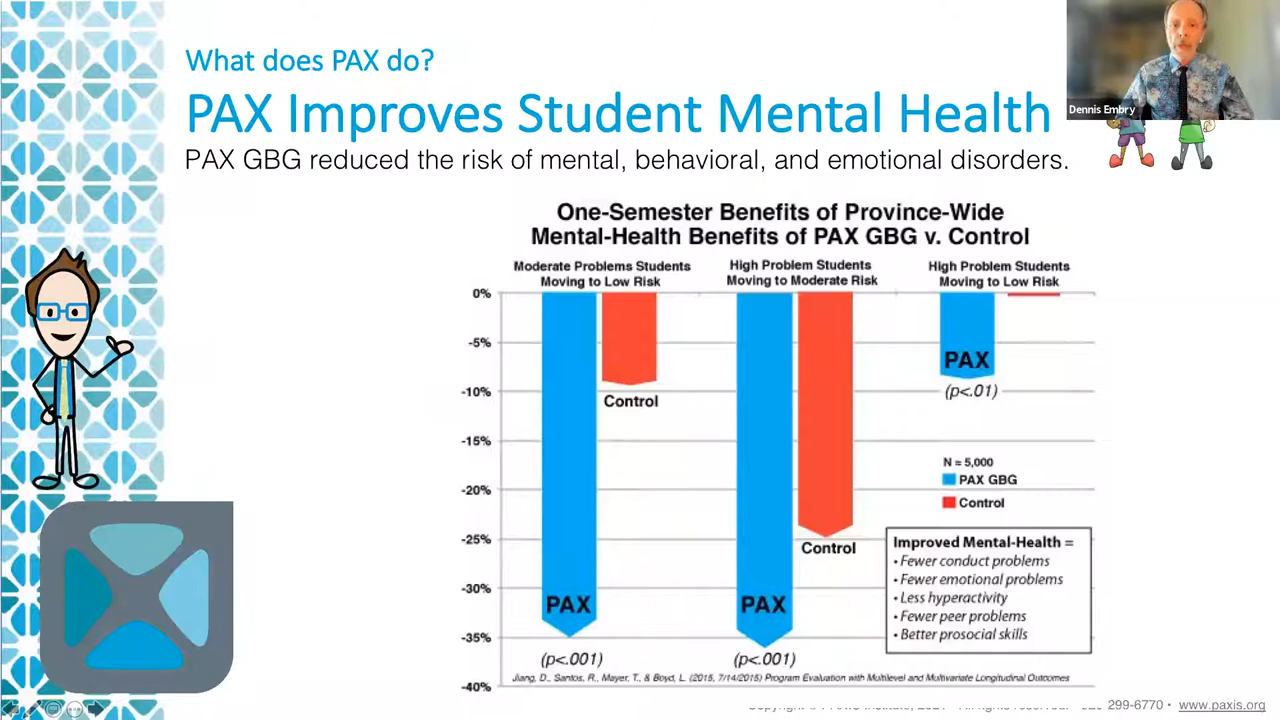 What does PAX do?
PAX Improves Student Mental Health
PAX GBG reduced the risk of mental, behavioral, and emotional disorders.
Dennis Embry
One-Semester Benefits of Province-Wide
Mental-Health Benefits of PAX GBG v. Control
Moderate Problems Students
Moving to Low Risk
High Problem Students
Moving to Moderate Risk
High Problem Students
Moving to Low Risk
0%
-5%
-10%
-15%
-20%
-25%
-30%
-35%
-40%
PAX
(p<.001)
Control
PAX
(p<.001)
Control
PAX
(p<.01)
N = 5,000
PAX GBG
Control
Improved Mental-Health =
• Fewer conduct problems
• Fewer emotional problems
• Less hyperactivity
• Fewer peer problems
• Better prosocial skills
Jiang, D., Santos, R., Mayer, T., & Boyd, L. (2015, 7/14/2015) Program Evaluation with Multilevel and Multivariate Longitudinal Outcomes
299-6770 • www.paxis.org